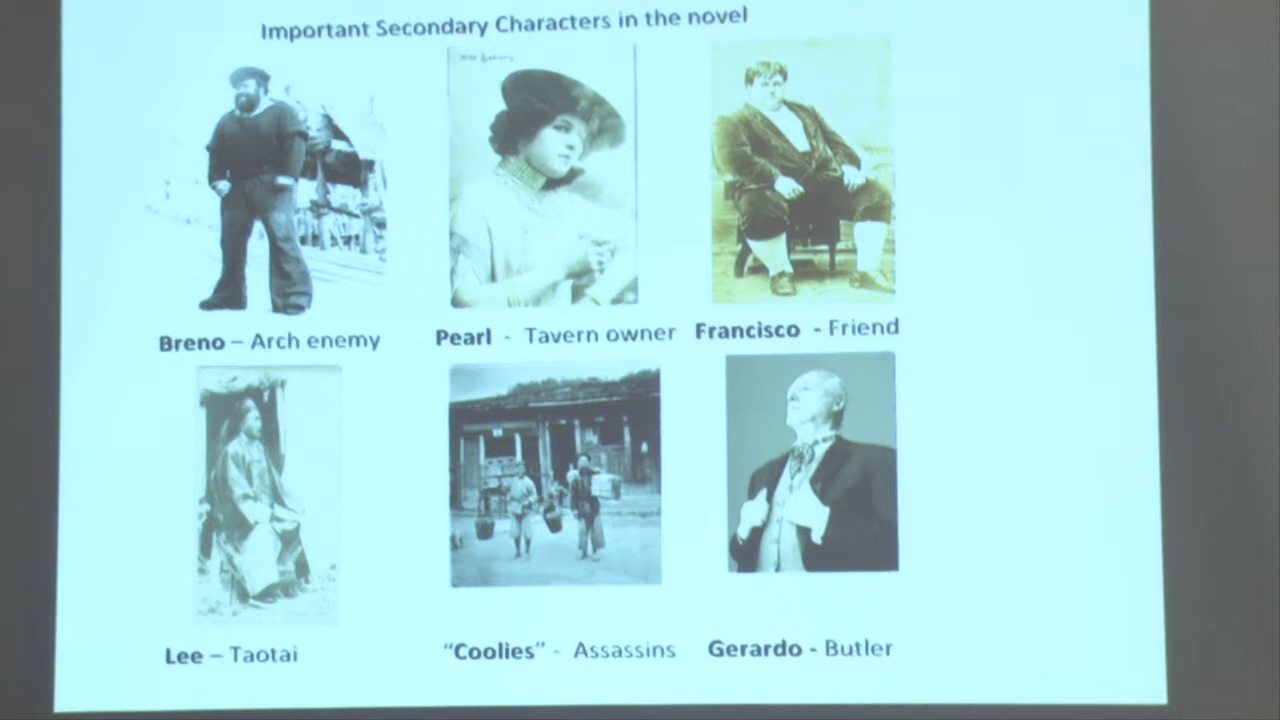 Important Secondary Characters in the novel
Breno – Arch enemy
Pearl - Tavern owner
Francisco - Friend
Lee – Taotai
"Coolies" - Assassins
Gerardo - Butler